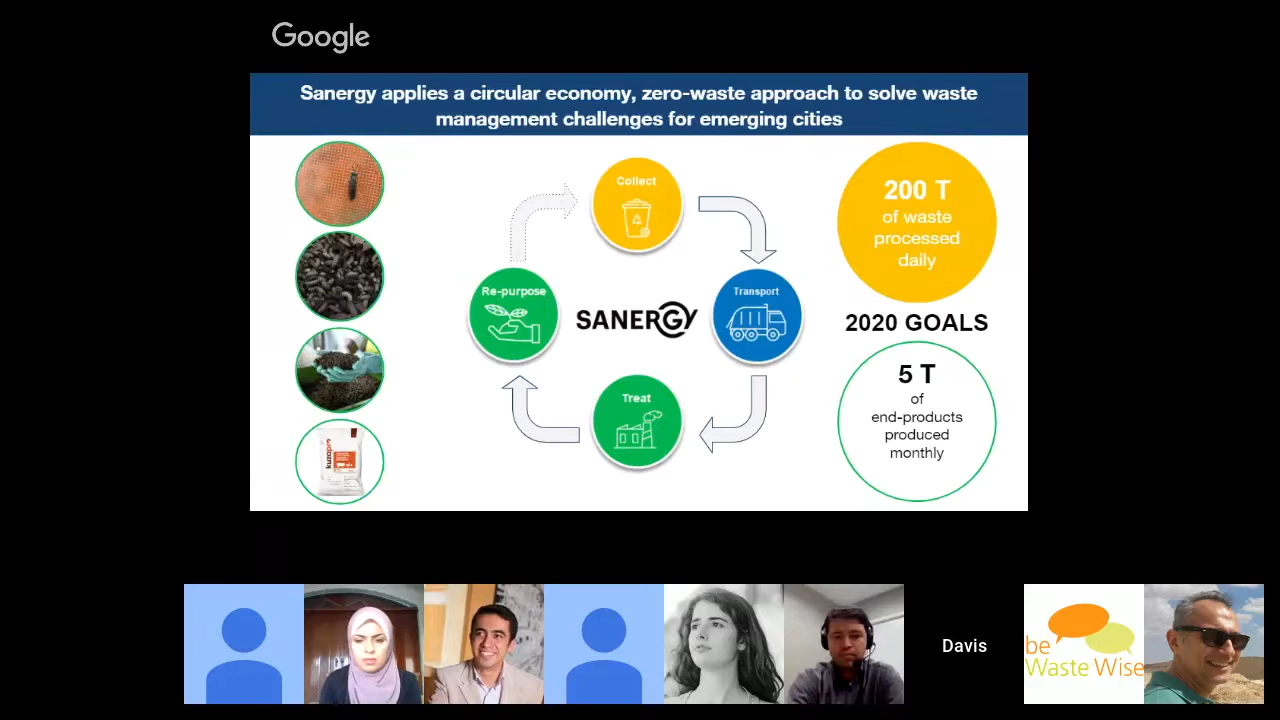 Google
Sanergy applies a circular economy, zero-waste approach to solve waste
management challenges for emerging cities
Collect
Transport
Treat
Re-purpose
SANERGY
200 T
of waste
processed
daily
2020 GOALS
5 T
of
end-products
produced
monthly
kuzapro
Davis
be
Waste Wise